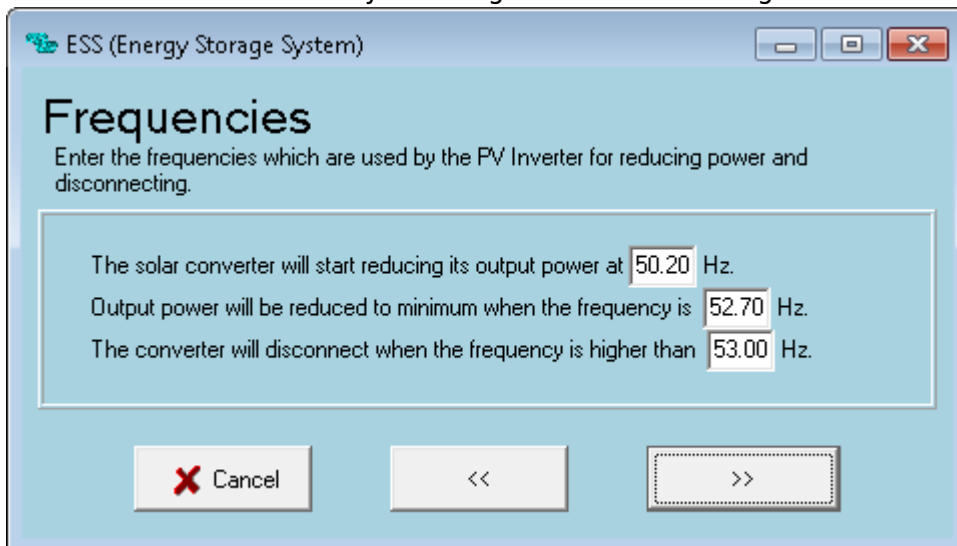 ESS (Energy Storage System)
Frequencies
Enter the frequencies which are used by the PV Inverter for reducing power and
disconnecting.
The solar converter will start reducing its output power at 50.20 Hz.
Output power will be reduced to minimum when the frequency is 52.70 Hz.
The converter will disconnect when the frequency is higher than 53.00 Hz.
Cancel << >>